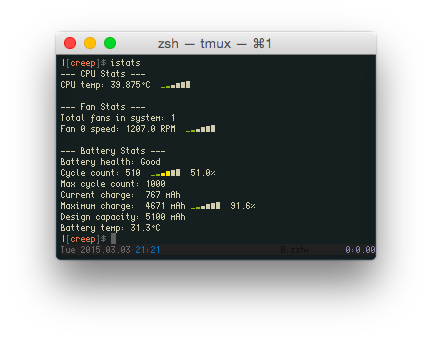 zsh — tmux — ⌘1
[creep]$ istats
--- CPU Stats ---
CPU temp: 39.875°C

--- Fan Stats ---
Total fans in system: 1
Fan 0 speed: 1207.0 RPM

--- Battery Stats ---
Battery health: Good
Cycle count: 510 51.0%
Max cycle count: 1000
Current charge: 767 mAh
Maximum charge: 4671 mAh 91.6%
Design capacity: 5100 mAh
Battery temp: 31.3°C
[creep]$
Tue 2015.03.03 21:21 0:zsh 0:0.00